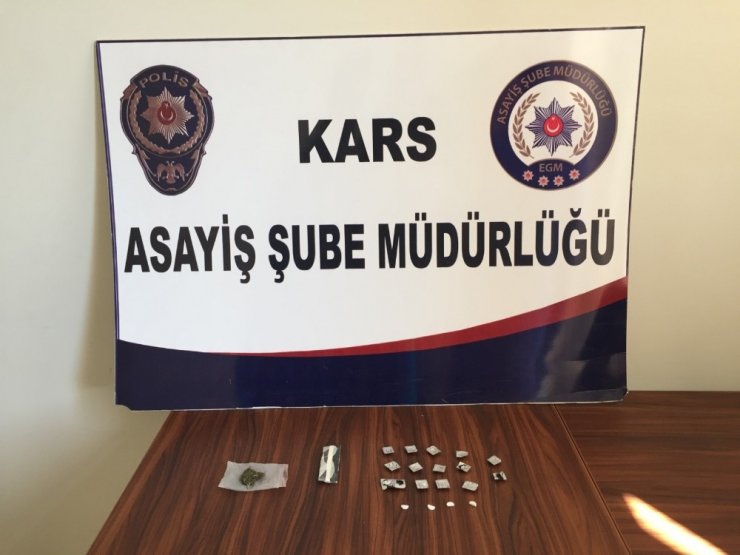 POLİS
KARS
ASAYİŞ ŞUBE MÜDÜRLÜĞÜ
EGM
ASAYİŞ ŞUBE MÜDÜRLÜĞÜ